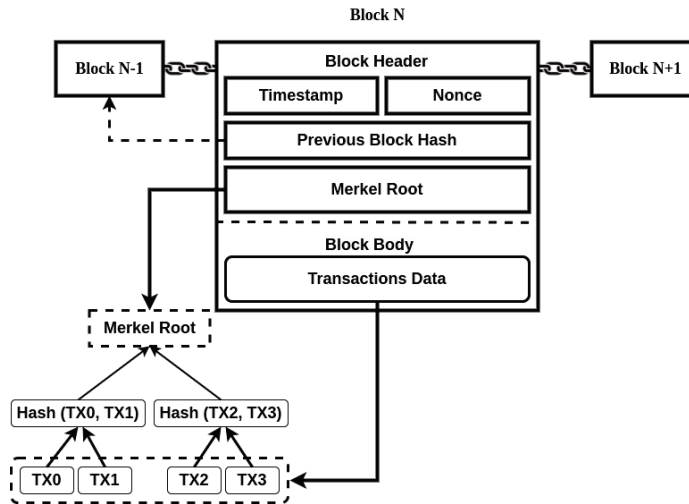 Block N
Block N-1
Block Header
Block N+1
Timestamp
Nonce
Previous Block Hash
Merkel Root
Block Body
Transactions Data
Merkel Root
Hash (TX0, TX1)
Hash (TX2, TX3)
TX0
TX1
TX2
TX3